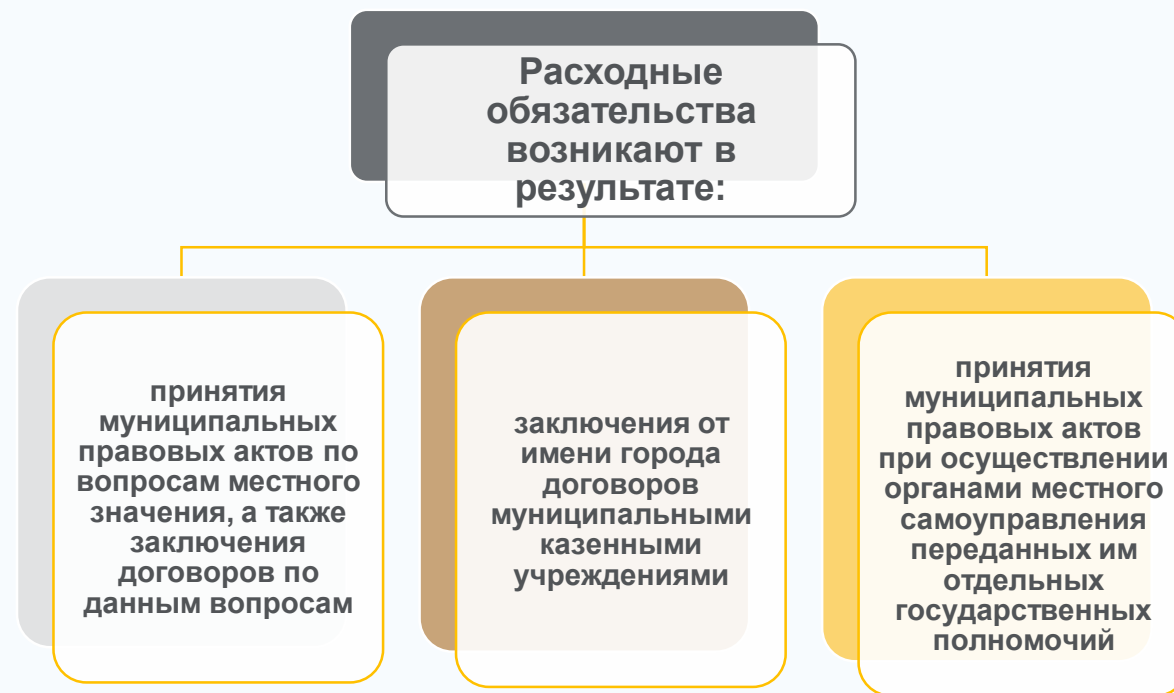 Расходные
обязательства
возникают в
результате:
принятия
муниципальных
правовых актов по
вопросам местного
значения, а также
заключения
договоров по
данным вопросам
заключения от
имени города
договоров
муниципальными
казенными
учреждениями
принятия
муниципальных
правовых актов
при осуществлении
органами местного
самоуправления
переданных им
отдельных
государственных
полномочий